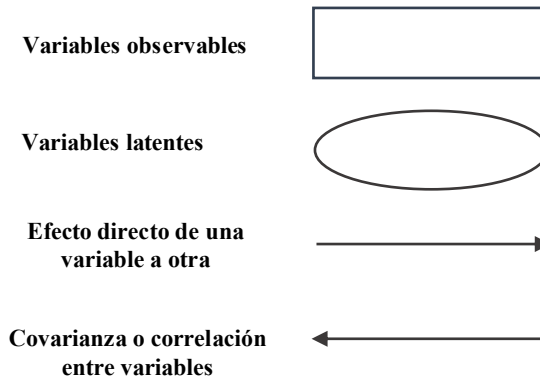 Variables observables
Variables latentes
Efecto directo de una
variable a otra
Covarianza o correlación
entre variables